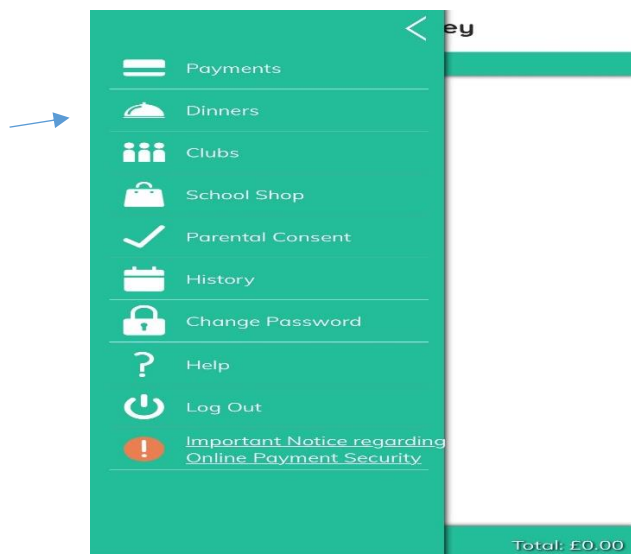 ey
Payments
Dinners
Clubs
School Shop
Parental Consent
History
Change Password
? Help
Log Out
! Important Notice regarding
Online Payment Security
Total: £0.00